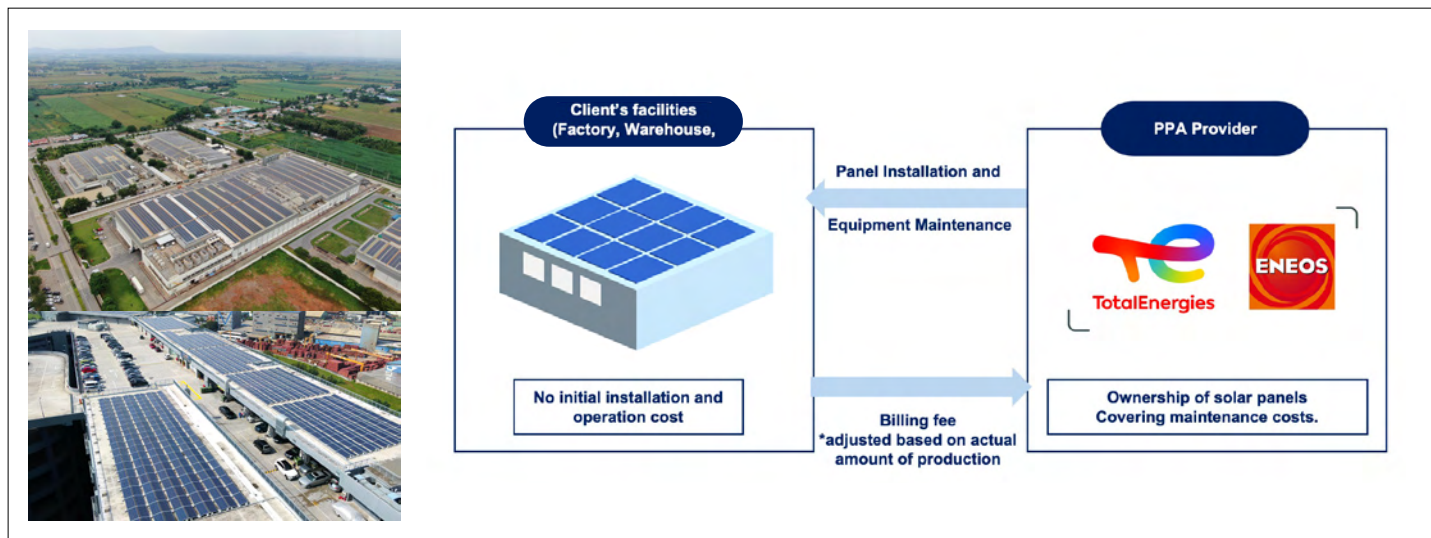 Client's facilities
(Factory, Warehouse,
No initial installation and
operation cost
Panel Installation and
Equipment Maintenance
Billing fee
*adjusted based on actual
amount of production
PPA Provider
TotalEnergies
ENEOS
Ownership of solar panels
Covering maintenance costs.